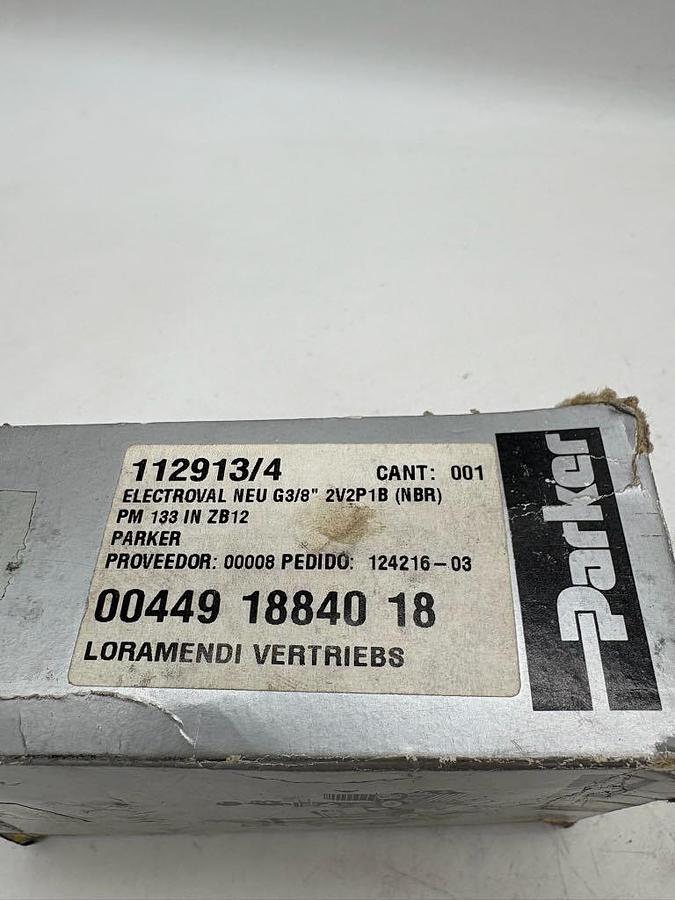 112913/4 CANT: 001
ELECTROVAL NEU G3/8" 2V2P1B (NBR)
PM 133 IN ZB12
PARKER
PROVEEDOR: 00008 PEDIDO: 124216-03
00449 18840 18
LORAMENDI VERTRIEBS
Parker